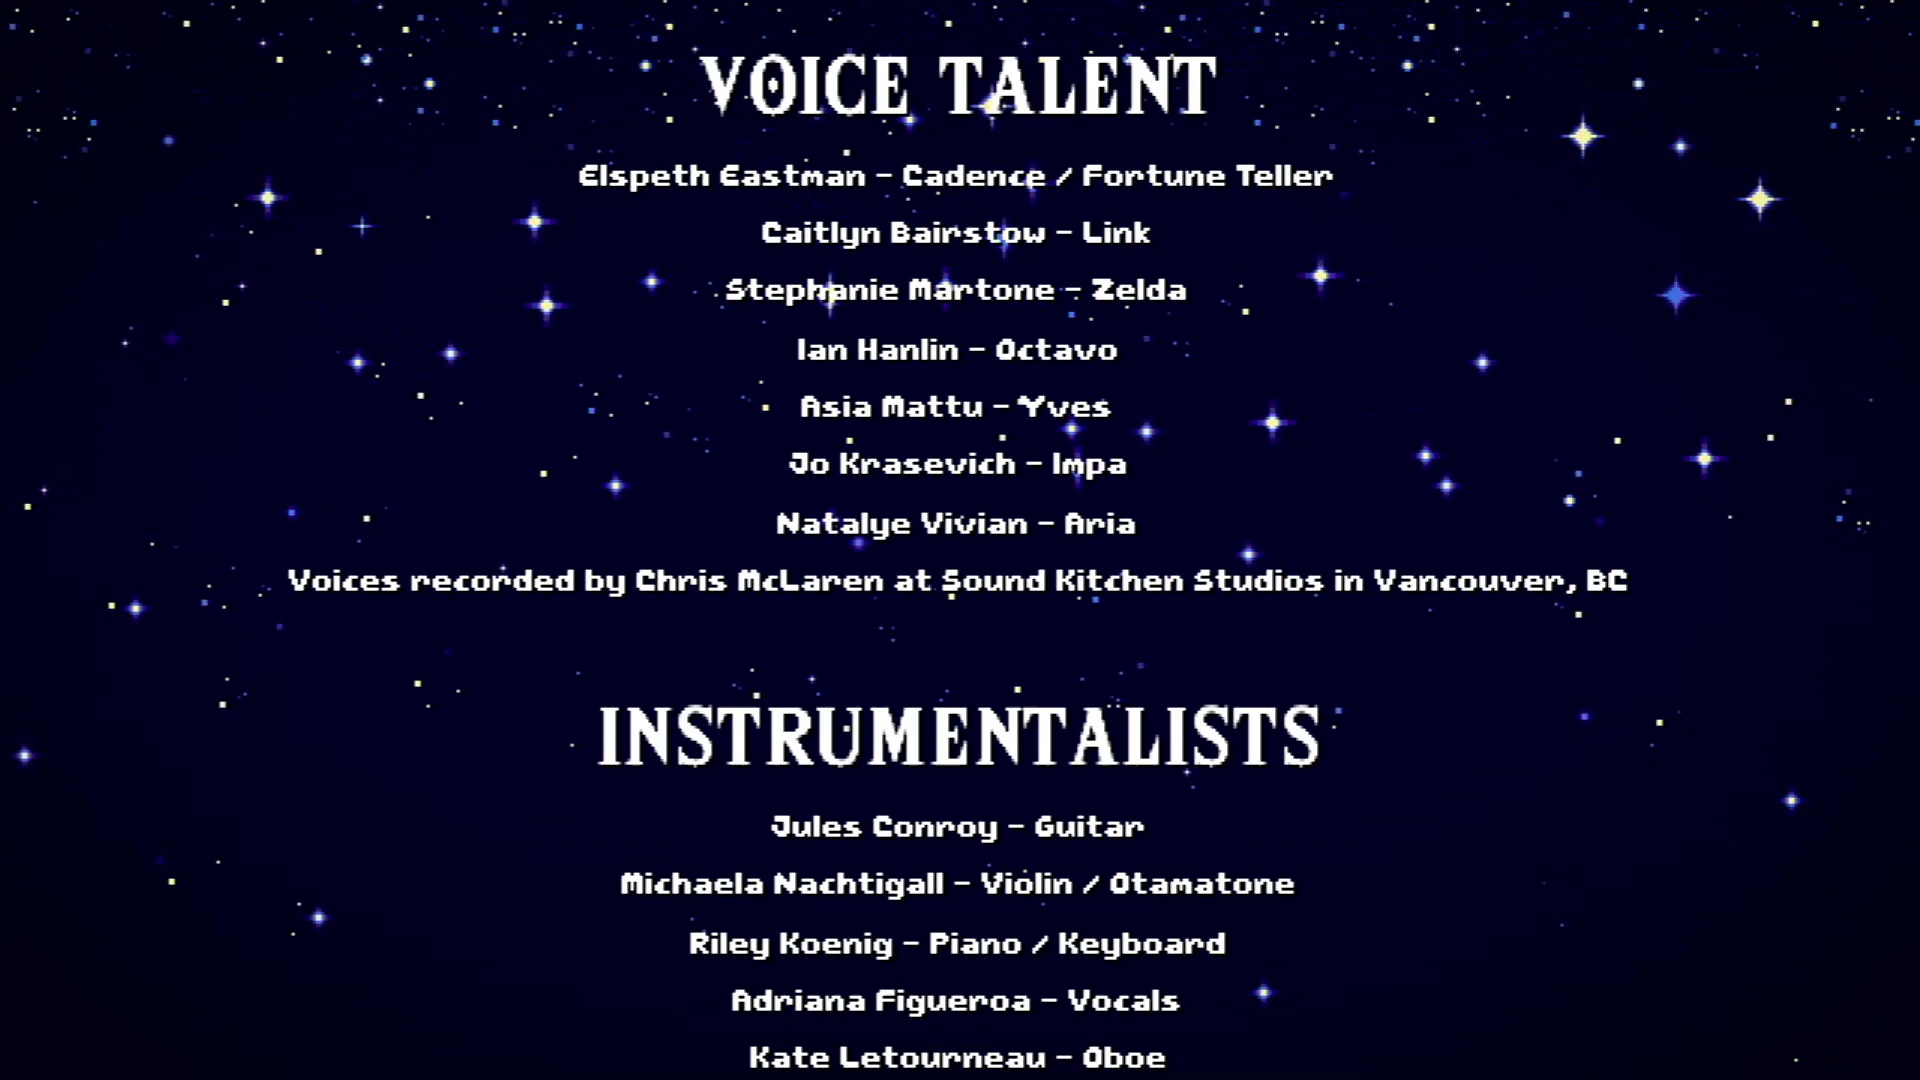 VOICE TALENT
Elspeth Eastman - Cadence / Fortune Teller
Caitlyn Bairstow - Link
Stephanie Martone - Zelda
Ian Hanlin - Octavo
Asia Mattu - Yves
Jo Krasevich - Impa
Natalye Vivian - Aria
Voices recorded by Chris McLaren at Sound Kitchen Studios in Vancouver, BC
INSTRUMENTALISTS
Jules Conroy - Guitar
Michaela Nachtigall - Violin / Otamatone
Riley Koenig - Piano / Keyboard
Adriana Figueroa - Vocals
Kate Letourneau - Oboe